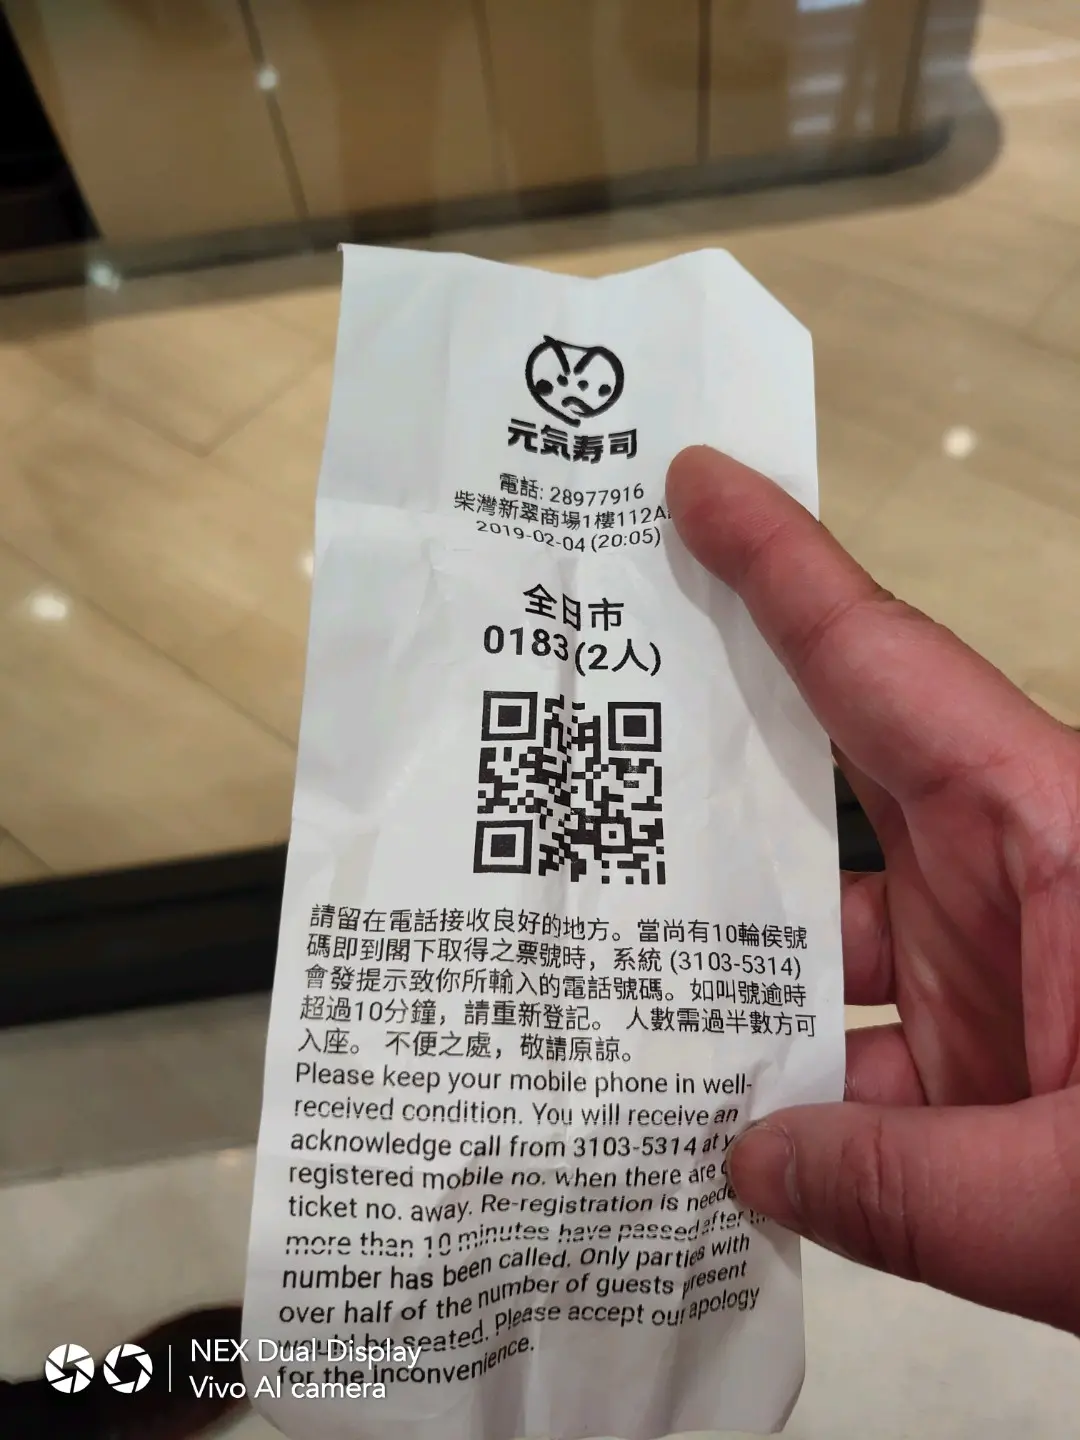 元気寿司
電話: 28977916
柴灣新翠商場1樓112A
2019-02-04 (20:05)
全日市
0183 (2人)
請留在電話接收良好的地方。當尚有10輪侯號
碼即到閣下取得之票號時，系統 (3103-5314)
會發提示致你所輸入的電話號碼。如叫號逾時
超過10分鐘，請重新登記。 人數需過半數方可
入座。 不便之處，敬請原諒。
Please keep your mobile phone in well-
received condition. You will receive an
acknowledge call from 3103-5314 at
registered mobile no. when there are
ticket no. away. Re-registration is
more than 10 minutes have passed after
number has been called. Only parties with
over half of the number of guests present
would be seated. Please accept our apology
for the inconvenience.
NEX Dual Display
Vivo AI camera